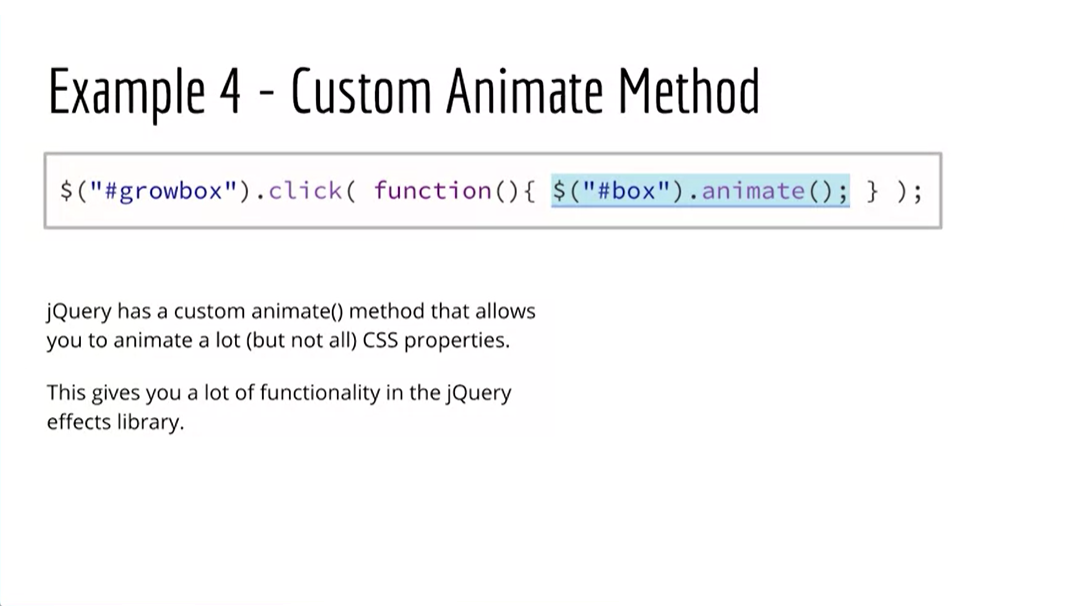 Example 4 - Custom Animate Method
$("#growbox").click( function(){ $("#box").animate(); } );
jQuery has a custom animate() method that allows
you to animate a lot (but not all) CSS properties.
This gives you a lot of functionality in the jQuery
effects library.